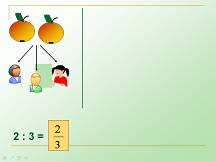 2 : 3 = 2/3